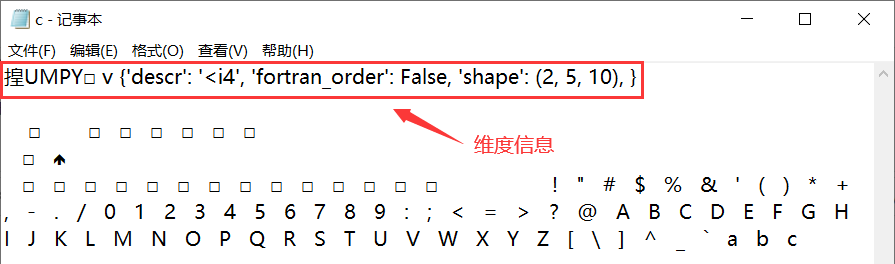 c - 记事本
文件(F) 编辑(E) 格式(O) 查看(V) 帮助(H)
揑UMPY□ v {'descr': '<i4', 'fortran_order': False, 'shape': (2, 5, 10), }
□ □ □ □ □ □ □
维度信息
□ 🡅
□ □ □ □ □ □ □ □ □ □ □ □ □ □ ! " # $ % & ' ( ) * +
, - . / 0 1 2 3 4 5 6 7 8 9 : ; < = > ? @ A B C D E F G H
I J K L M N O P Q R S T U V W X Y Z [ \ ] ^ _ ` a b c